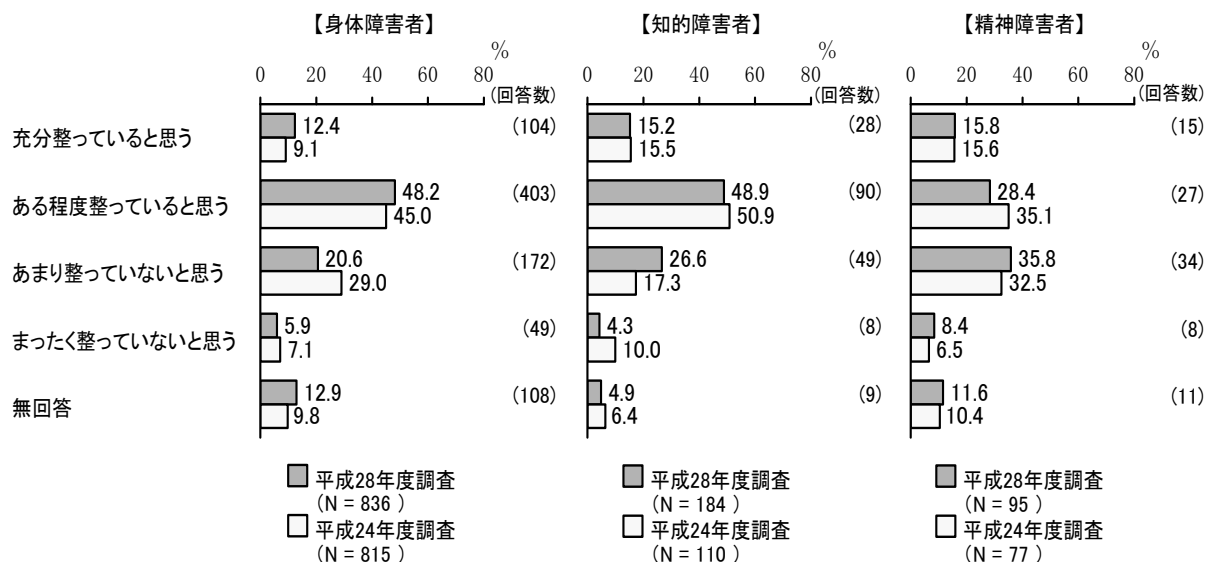 【身体障害者】 【知的障害者】 【精神障害者】
% % %
0 20 40 60 80 0 20 40 60 80 0 20 40 60 80
(回答数) (回答数) (回答数)
充分整っていると思う 12.4 (104) 15.2 (28) 15.8 (15)
9.1 15.5 15.6
ある程度整っていると思う 48.2 (403) 48.9 (90) 28.4 (27)
45.0 50.9 35.1
あまり整っていないと思う 20.6 (172) 26.6 (49) 35.8 (34)
29.0 17.3 32.5
まったく整っていないと思う 5.9 (49) 4.3 (8) 8.4 (8)
7.1 10.0 6.5
無回答 12.9 (108) 4.9 (9) 11.6 (11)
9.8 6.4 10.4
平成28年度調査 平成28年度調査 平成28年度調査
(N = 836 ) (N = 184 ) (N = 95 )
平成24年度調査 平成24年度調査 平成24年度調査
(N = 815 ) (N = 110 ) (N = 77 )